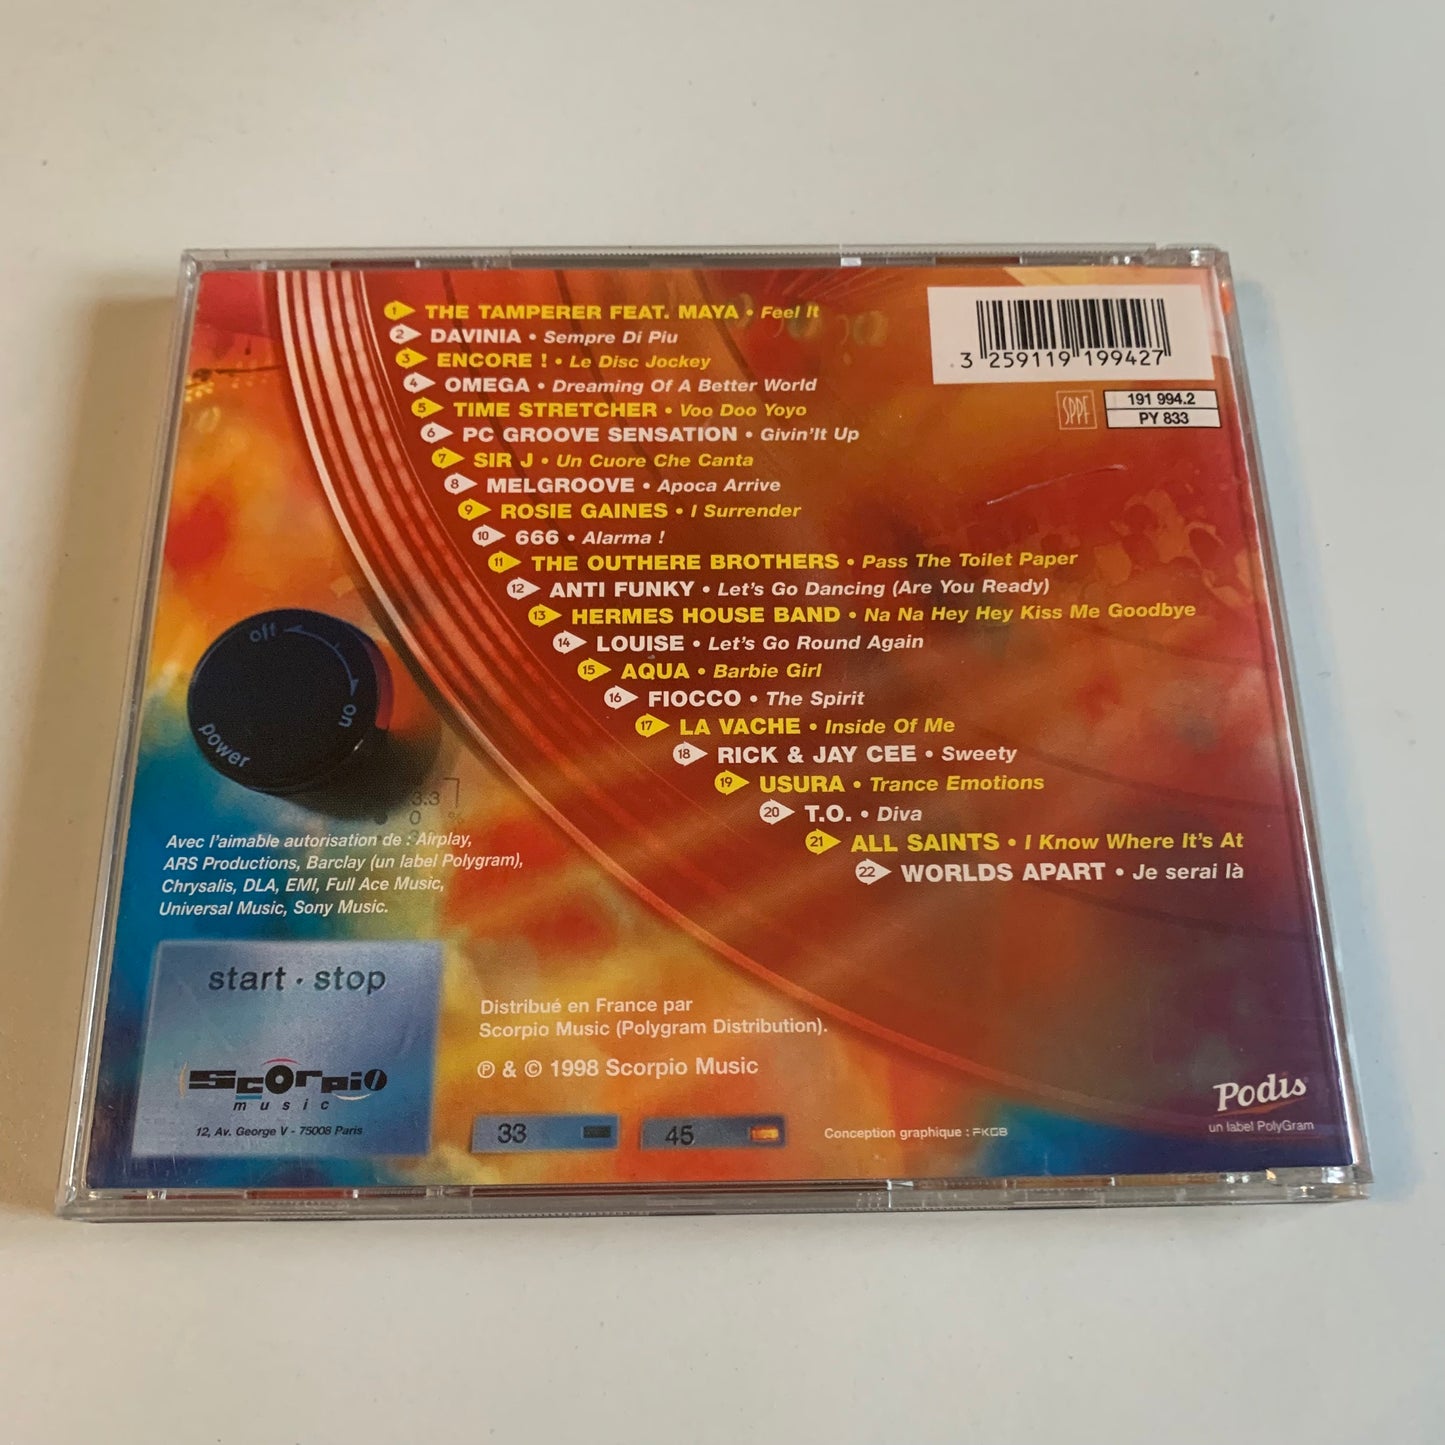 1 THE TAMPERER FEAT. MAYA • Feel It
2 DAVINIA • Sempre Di Piu
3 ENCORE ! • Le Disc Jockey
4 OMEGA • Dreaming Of A Better World
5 TIME STRETCHER • Voo Doo Yoyo
6 PC GROOVE SENSATION • Givin'It Up
7 SIR J • Un Cuore Che Canta
8 MELGROOVE • Apoca Arrive
9 ROSIE GAINES • I Surrender
10 666 • Alarma !
11 THE OUTHERE BROTHERS • Pass The Toilet Paper
12 ANTI FUNKY • Let's Go Dancing (Are You Ready)
13 HERMES HOUSE BAND • Na Na Hey Hey Kiss Me Goodbye
14 LOUISE • Let's Go Round Again
15 AQUA • Barbie Girl
16 FIOCCO • The Spirit
17 LA VACHE • Inside Of Me
18 RICK & JAY CEE • Sweety
19 USURA • Trance Emotions
20 T.O. • Diva
21 ALL SAINTS • I Know Where It's At
22 WORLDS APART • Je serai là
3 259119 199427
SPPF
191 994.2
PY 833
off
on
power
3.3
0 %
Avec l'aimable autorisation de : Airplay,
ARS Productions, Barclay (un label Polygram),
Chrysalis, DLA, EMI, Full Ace Music,
Universal Music, Sony Music.
start • stop
Scorpio
music
12, Av. George V - 75008 Paris
Distribué en France par
Scorpio Music (Polygram Distribution).
℗ & © 1998 Scorpio Music
33
45
Conception graphique : FKGB
Podis
un label PolyGram